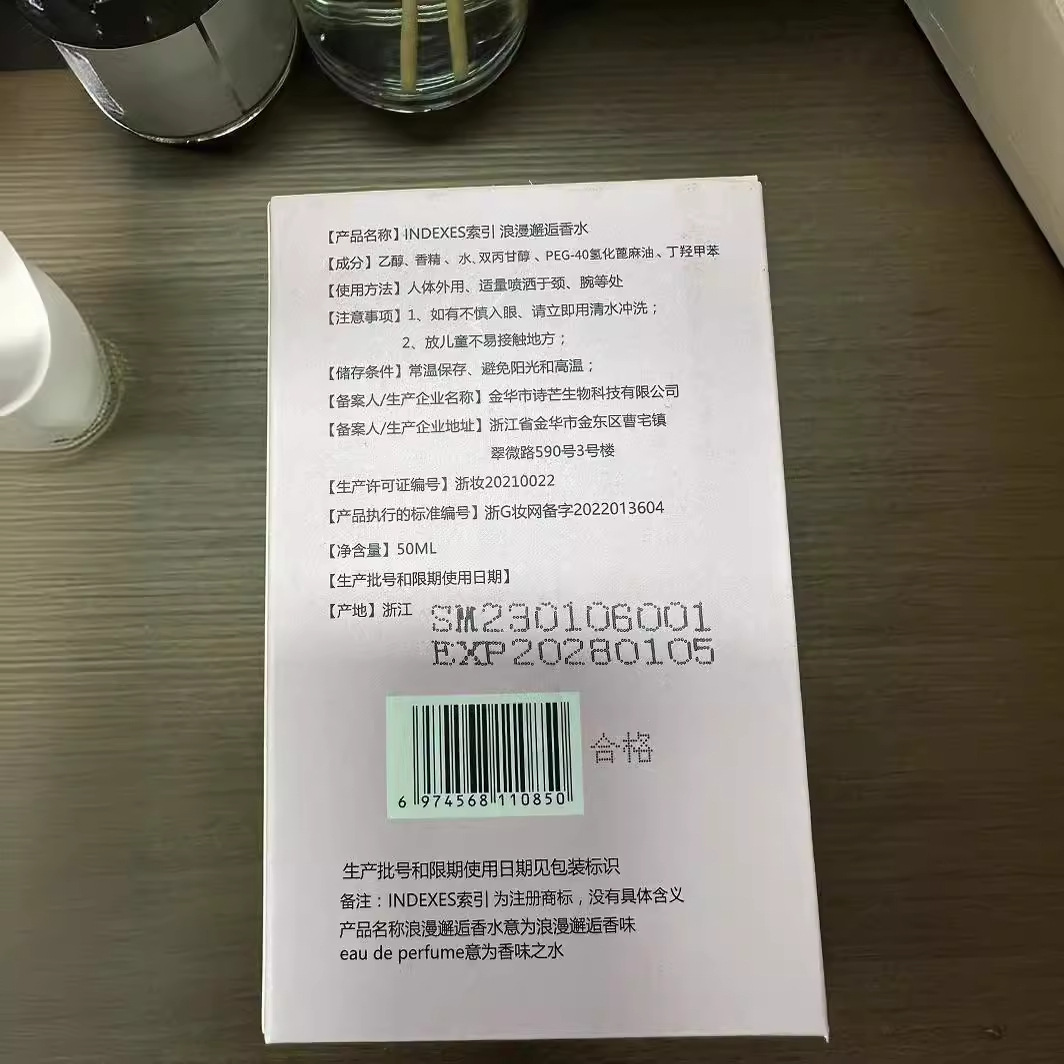 【产品名称】INDEXES索引 浪漫邂逅香水
【成分】乙醇、香精 、水、双丙甘醇 、PEG-40氢化蓖麻油 、丁羟甲苯
【使用方法】人体外用、适量喷洒于颈、腕等处
【注意事项】1、如有不慎入眼、请立即用清水冲洗；
2、放儿童不易接触地方；
【储存条件】常温保存、避免阳光和高温；
【备案人/生产企业名称】金华市诗芒生物科技有限公司
【备案人/生产企业地址】浙江省金华市金东区曹宅镇
翠微路590号3号楼
【生产许可证编号】浙妆20210022
【产品执行的标准编号】浙G妆网备字2022013604
【净含量】50ML
【生产批号和限期使用日期】
【产地】浙江
SM230106001
EXP20280105
6 974568 110850
合格
生产批号和限期使用日期见包装标识
备注：INDEXES索引 为注册商标，没有具体含义
产品名称浪漫邂逅香水意为浪漫邂逅香味
eau de perfume意为香味之水